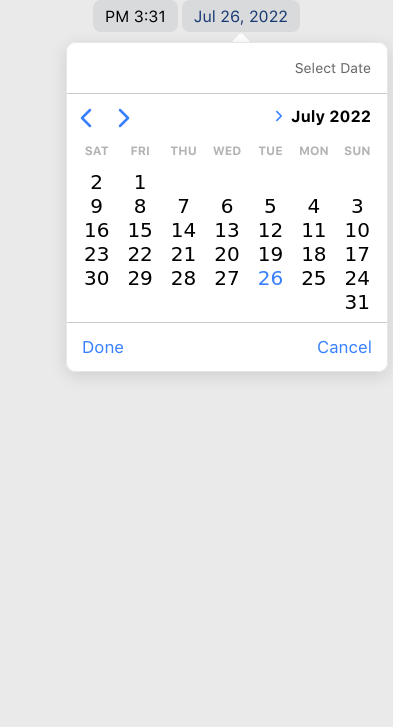 PM 3:31 Jul 26, 2022
Select Date
July 2022
SAT FRI THU WED TUE MON SUN
2 1
9 8 7 6 5 4 3
16 15 14 13 12 11 10
23 22 21 20 19 18 17
30 29 28 27 26 25 24
31
Done Cancel